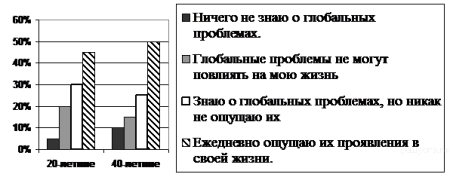 60%
50%
40%
30%
20%
10%
0%
20-летние
40-летние
Ничего не знаю о глобальных
проблемах.
Глобальные проблемы не могут
повлиять на мою жизнь
Знаю о глобальных проблемах, но никак
не ощущаю их
Ежедневно ощущаю их проявления в
своей жизни.